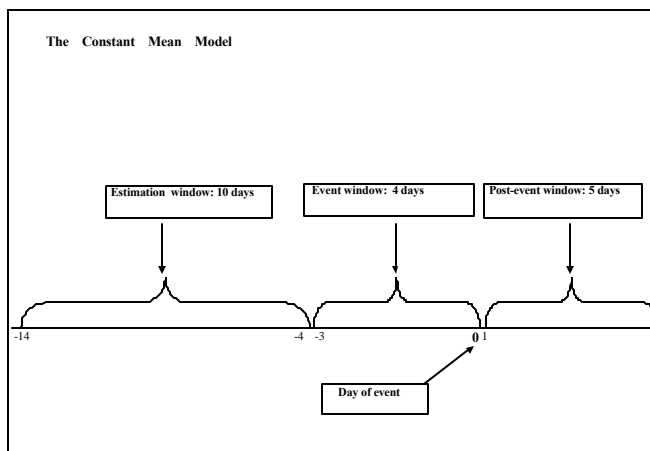 The Constant Mean Model
Estimation window: 10 days
Event window: 4 days
Post-event window: 5 days
-14
-4
-3
0
1
Day of event